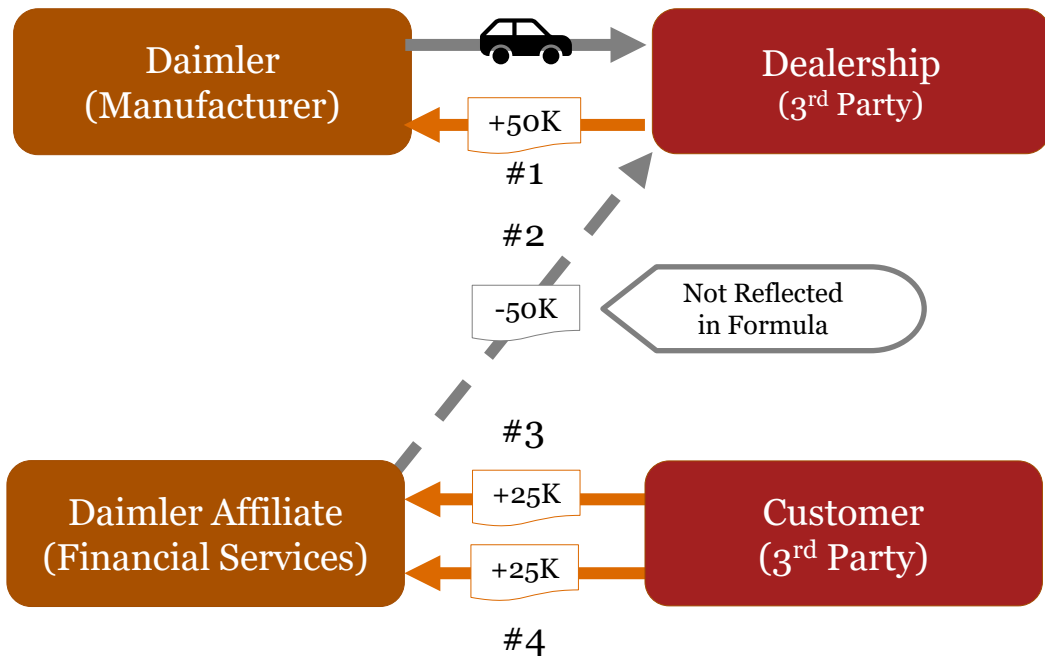 Daimler
(Manufacturer)
Dealership
(3rd Party)
+50K
#1
#2
-50K
Not Reflected
in Formula
#3
Daimler Affiliate
(Financial Services)
+25K
+25K
Customer
(3rd Party)
#4